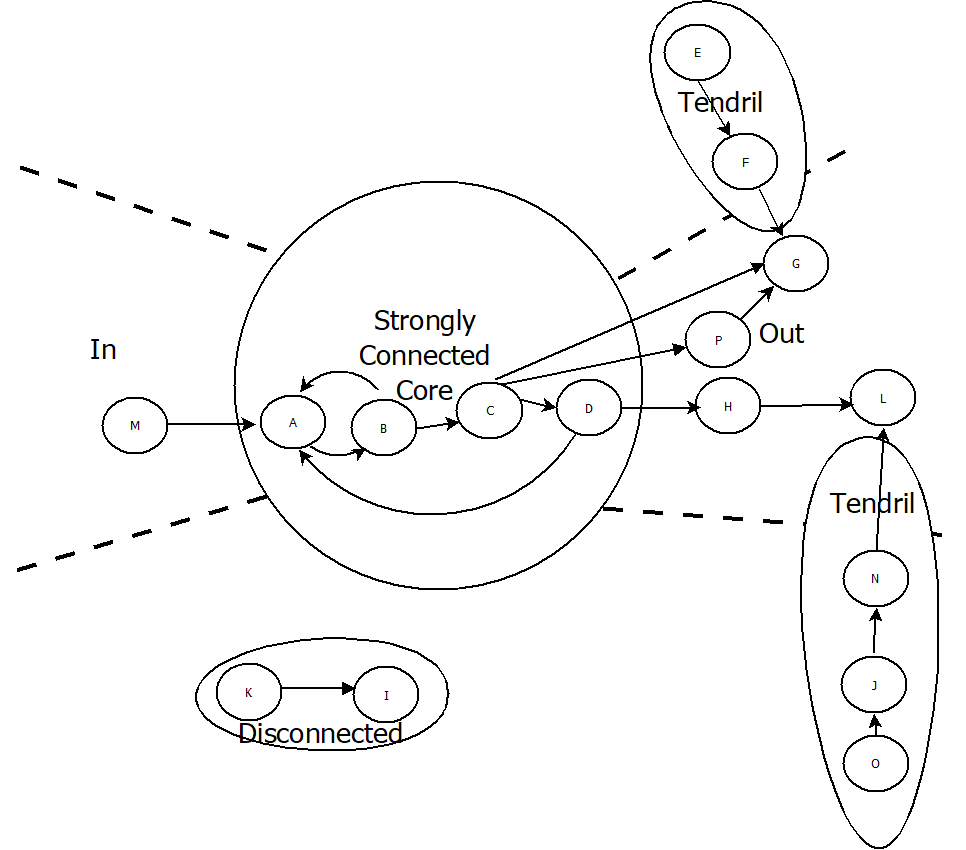 E
Tendril
F
G
Strongly
Connected
Core
In
P
Out
M
A
B
C
D
H
L
Tendril
N
J
O
K
I
Disconnected